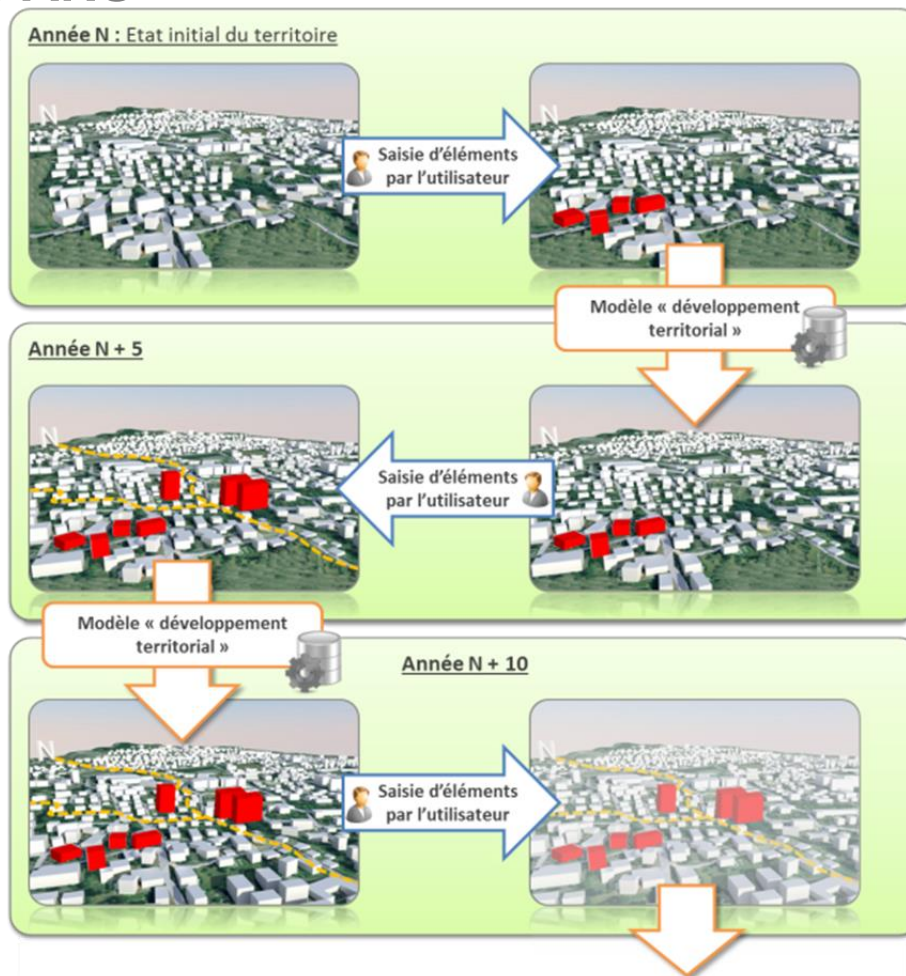 Année N : Etat initial du territoire
N
N
Saisie d'éléments
par l'utilisateur
Modèle « développement
territorial »
Année N + 5
N
N
Saisie d'éléments
par l'utilisateur
Modèle « développement
territorial »
Année N + 10
N
N
Saisie d'éléments
par l'utilisateur